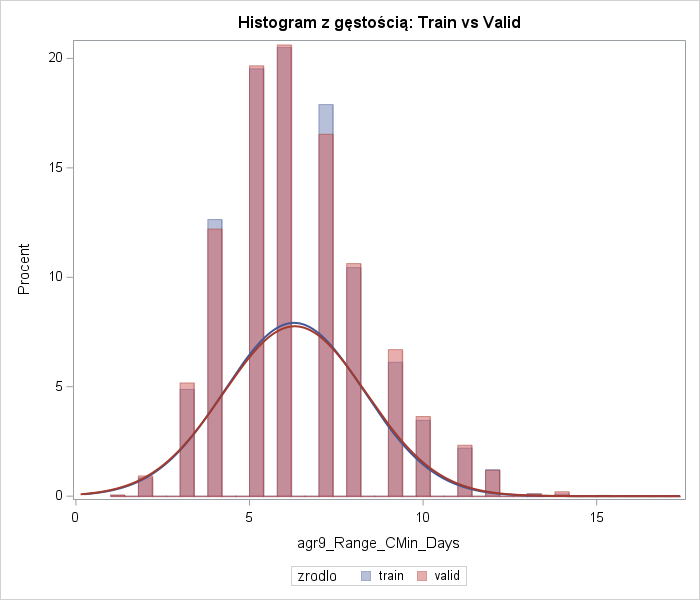 Histogram z gęstością: Train vs Valid
20
15
10
5
0
Procent
0 5 10 15
agr9_Range_CMin_Days
zrodlo train valid